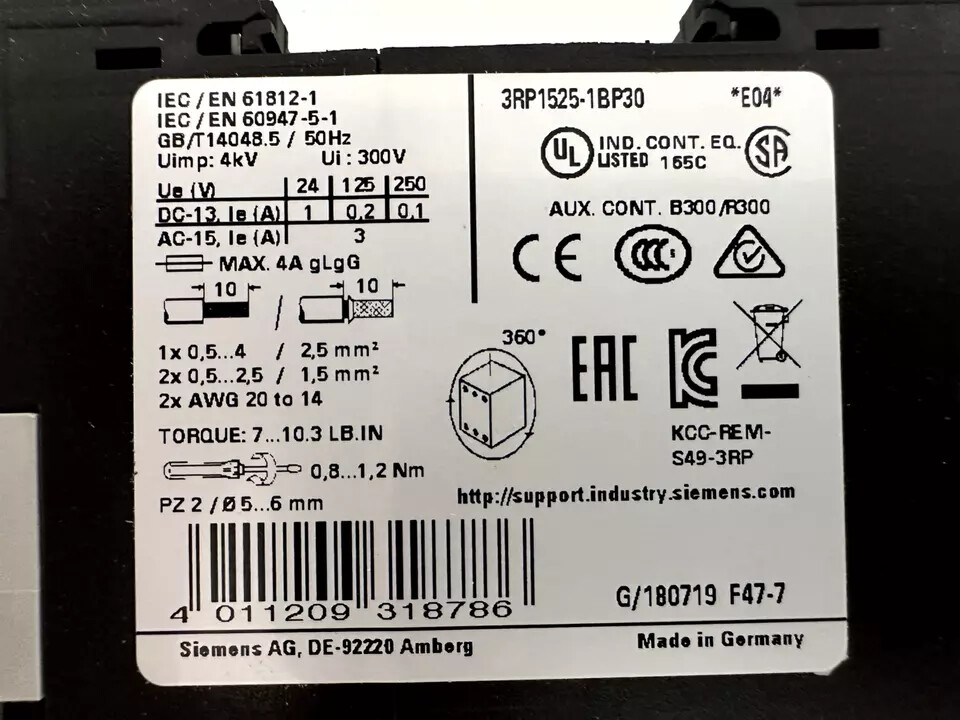 IEC/EN 61812-1
IEC/EN 60947-5-1
GB/T14048.5 / 50Hz
Uimp: 4kV Ui: 300V
Ue (V) 24 125 250
DC-13, Ie (A) 1 0,2 0,1
AC-15, Ie (A) 3
MAX. 4A gLgG
10 / 10
1x 0,5...4 / 2,5 mm²
2x 0,5...2,5 / 1,5 mm²
2x AWG 20 to 14
TORQUE: 7...10.3 LB.IN
0,8...1,2 Nm
PZ 2 / Ø 5...6 mm
4 011209 318786
3RP1525-1BP30 *E04*
UL IND. CONT. EQ. SA
LISTED 165C
AUX. CONT. B300/R300
CE CCC S
360°
EAC KC
KCC-REM-
S49-3RP
http://support.industry.siemens.com
G/180719 F47-7
Siemens AG, DE-92220 Amberg
Made in Germany